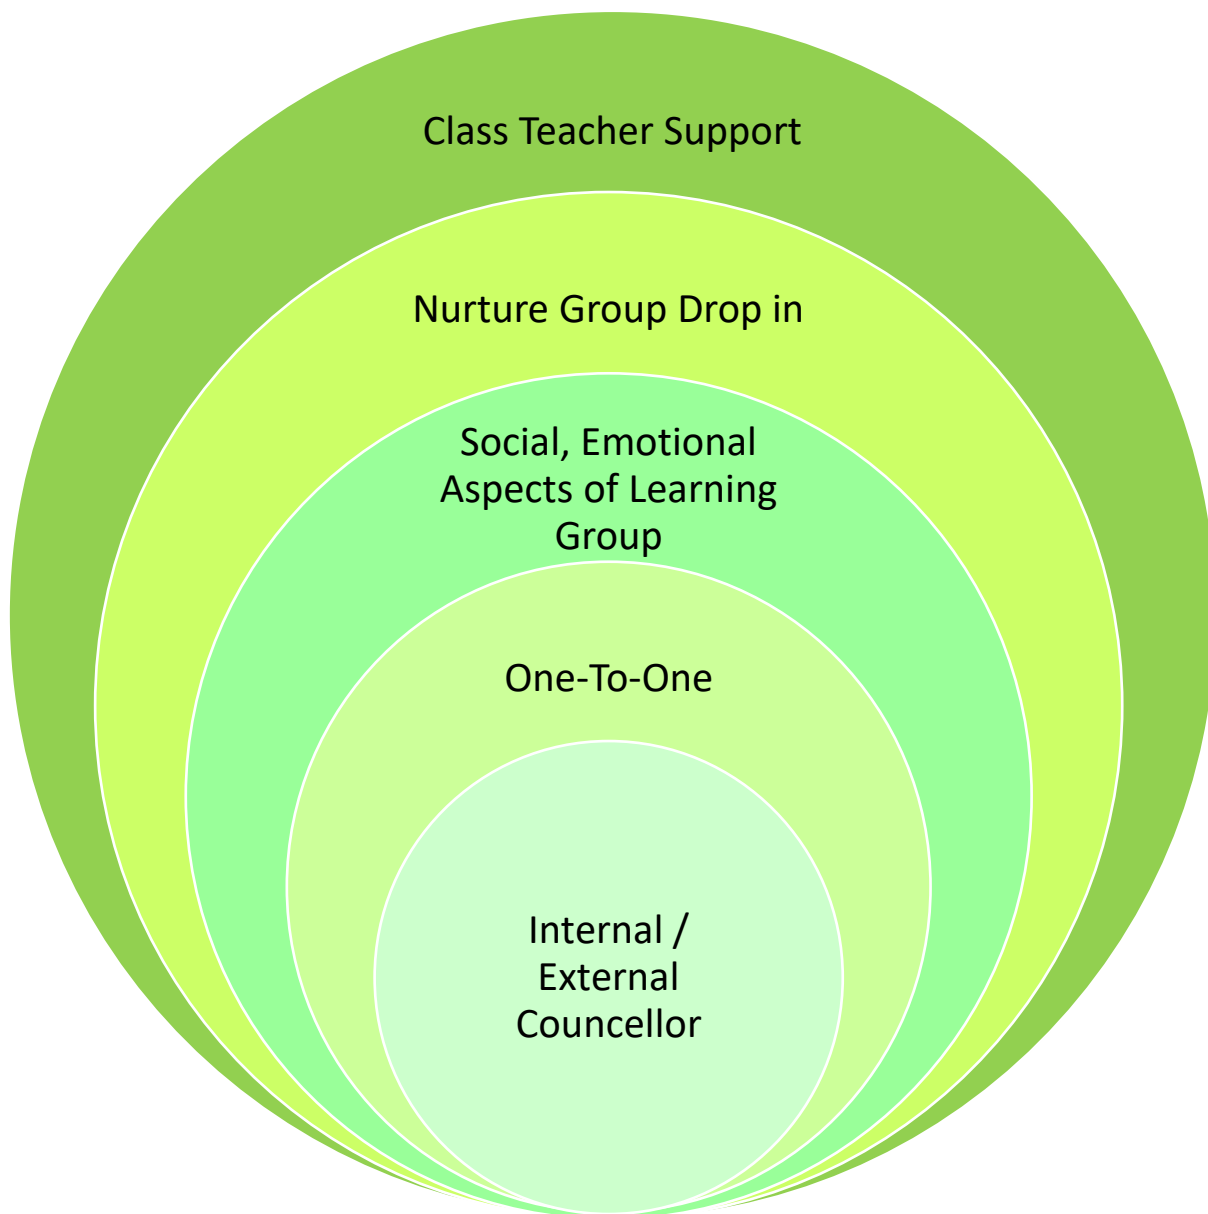 Class Teacher Support
Nurture Group Drop in
Social, Emotional
Aspects of Learning
Group
One-To-One
Internal /
External
Councellor